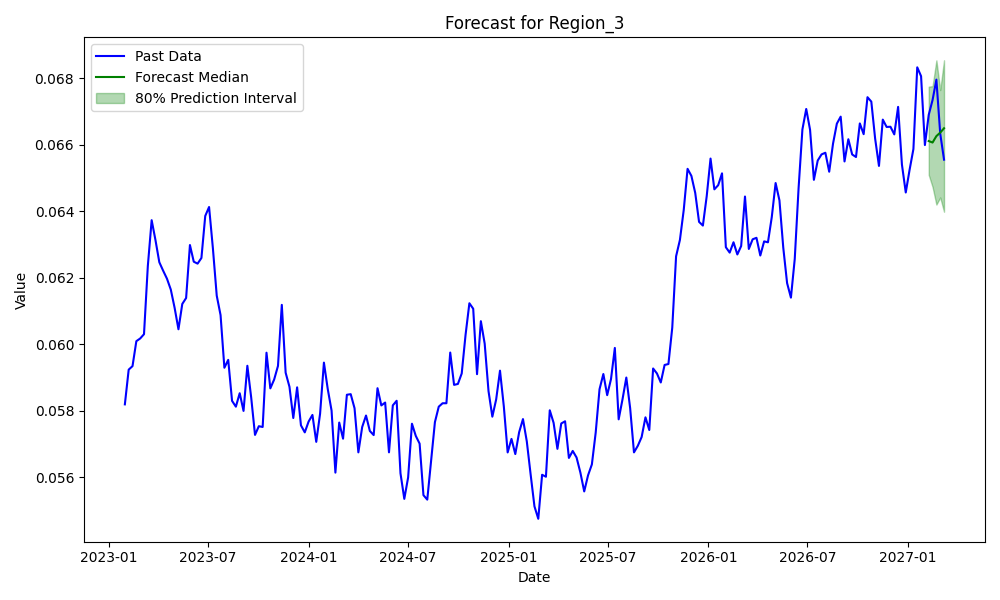 Forecast for Region_3
Past Data
Forecast Median
80% Prediction Interval
0.068
0.066
0.064
0.062
0.060
0.058
0.056
Value
2023-01
2023-07
2024-01
2024-07
2025-01
2025-07
2026-01
2026-07
2027-01
Date